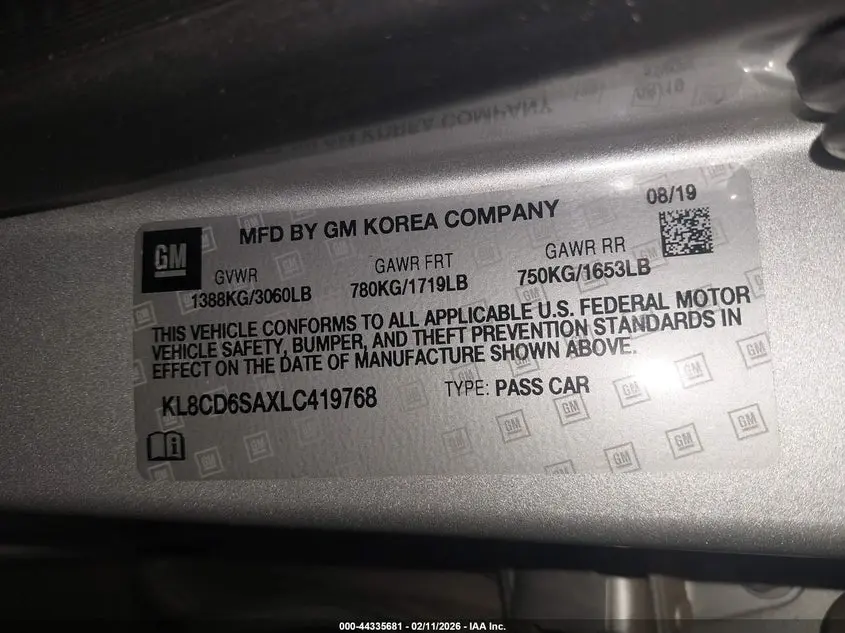 MFD BY GM KOREA COMPANY
08/19
GM
GVWR
GAWR FRT
GAWR RR
1388KG/3060LB
780KG/1719LB
750KG/1653LB
THIS VEHICLE CONFORMS TO ALL APPLICABLE U.S. FEDERAL MOTOR
VEHICLE SAFETY, BUMPER, AND THEFT PREVENTION STANDARDS IN
EFFECT ON THE DATE OF MANUFACTURE SHOWN ABOVE.
KL8CD6SAXLC419768
TYPE: PASS CAR
000-44335681 - 02/11/2026 - IAA Inc.